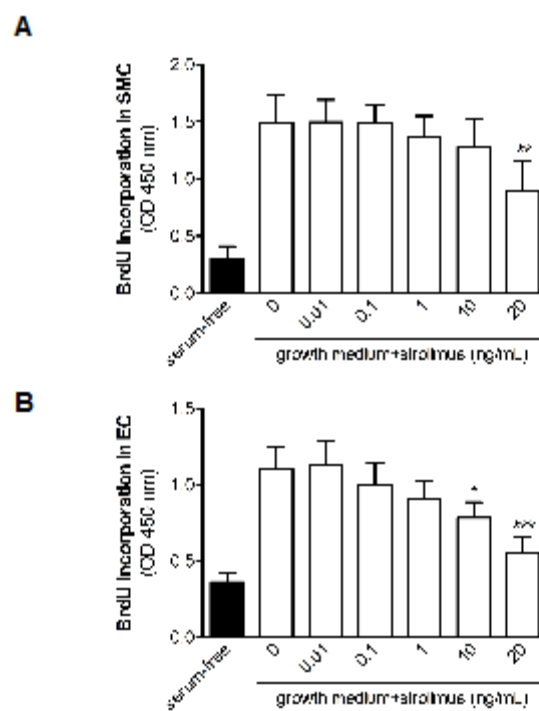 A
BrdU Incorporation in SMC
(OD 450 nm)
2.0
1.5
1.0
0.5
0.0
*
serum-free
0
0.01
0.1
1
10
20
growth medium+sirolimus (ng/mL)
B
BrdU Incorporation in EC
(OD 450 nm)
1.5
1.0
0.5
0.0
*
**
serum-free
0
0.01
0.1
1
10
20
growth medium+sirolimus (ng/mL)